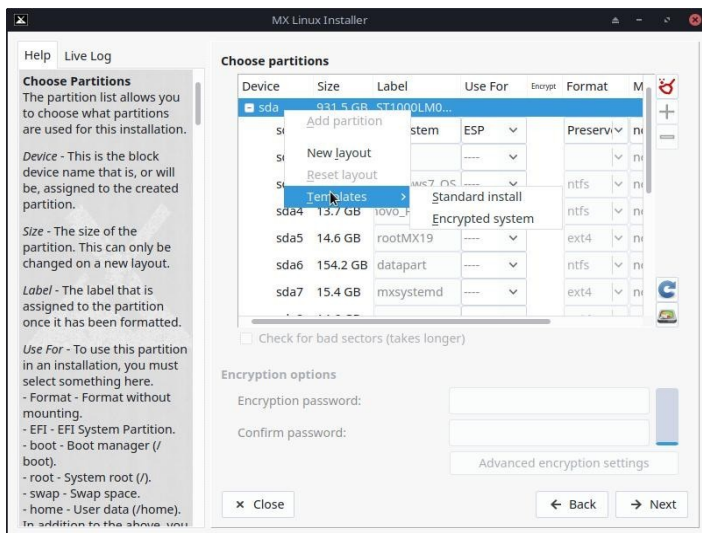 MX Linux Installer
Help
Live Log
Choose Partitions
The partition list allows you
to choose what partitions
are used for this installation.
Device - This is the block
device name that is, or will
be, assigned to the created
partition.
Size - The size of the
partition. This can only be
changed on a new layout.
Label - The label that is
assigned to the partition
once it has been formatted.
Use For - To use this partition
in an installation, you must
select something here.
- Format - Format without
mounting.
- EFI - EFI System Partition.
- boot - Boot manager (/
boot).
- root - System root (/).
- swap - Swap space.
- home - User data (/home).
In addition to the above, you
Choose partitions
Device Size Label Use For Encrypt Format M
sda 931.5 GB ST1000LM0...
Add partition
stem ESP Preserv
New layout
----
Reset layout
ws7_OS ---- ntfs
Templates
Standard install
Encrypted system
sda4 13.7 GB ntfs
sda5 14.6 GB rootMX19 ---- ext4
sda6 154.2 GB datapart ---- ntfs
sda7 15.4 GB mxsystemd ---- ext4
Check for bad sectors (takes longer)
Encryption options
Encryption password:
Confirm password:
Advanced encryption settings
Close
Back
Next